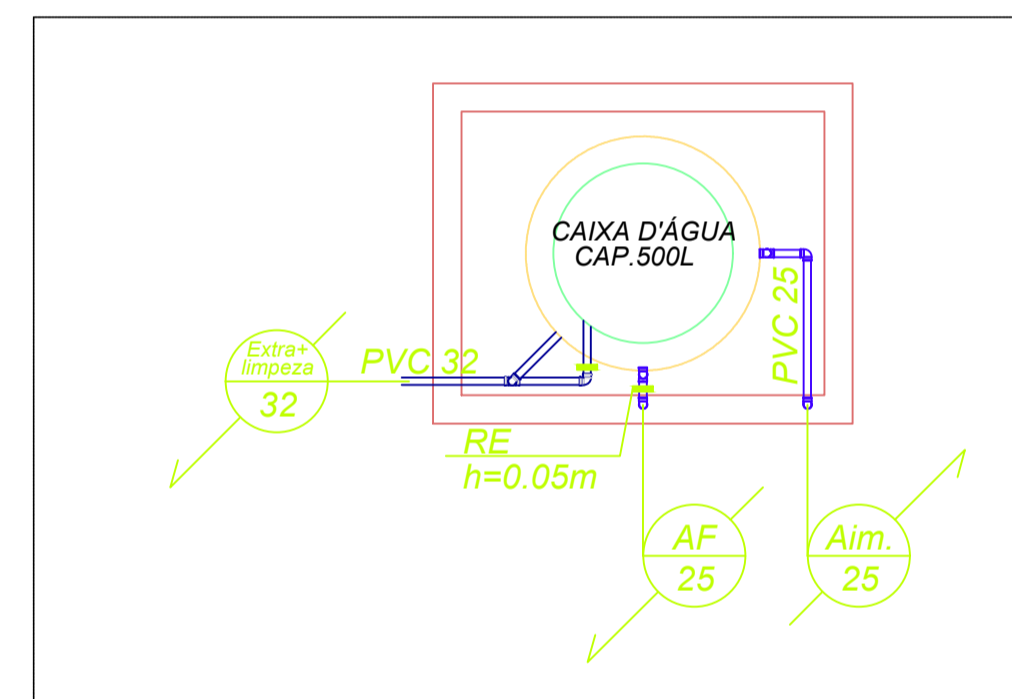 CAIXA D'ÁGUA
CAP.500L
PVC 25
Extra+
limpeza
32
PVC 32
RE
h=0.05m
AF
25
Aim.
25